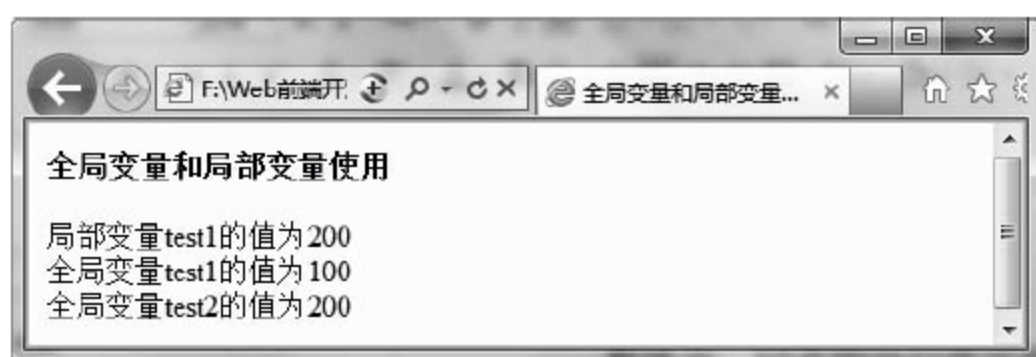 F:\Web前端开
全局变量和局部变量...
全局变量和局部变量使用
局部变量test1的值为200
全局变量test1的值为100
全局变量test2的值为200